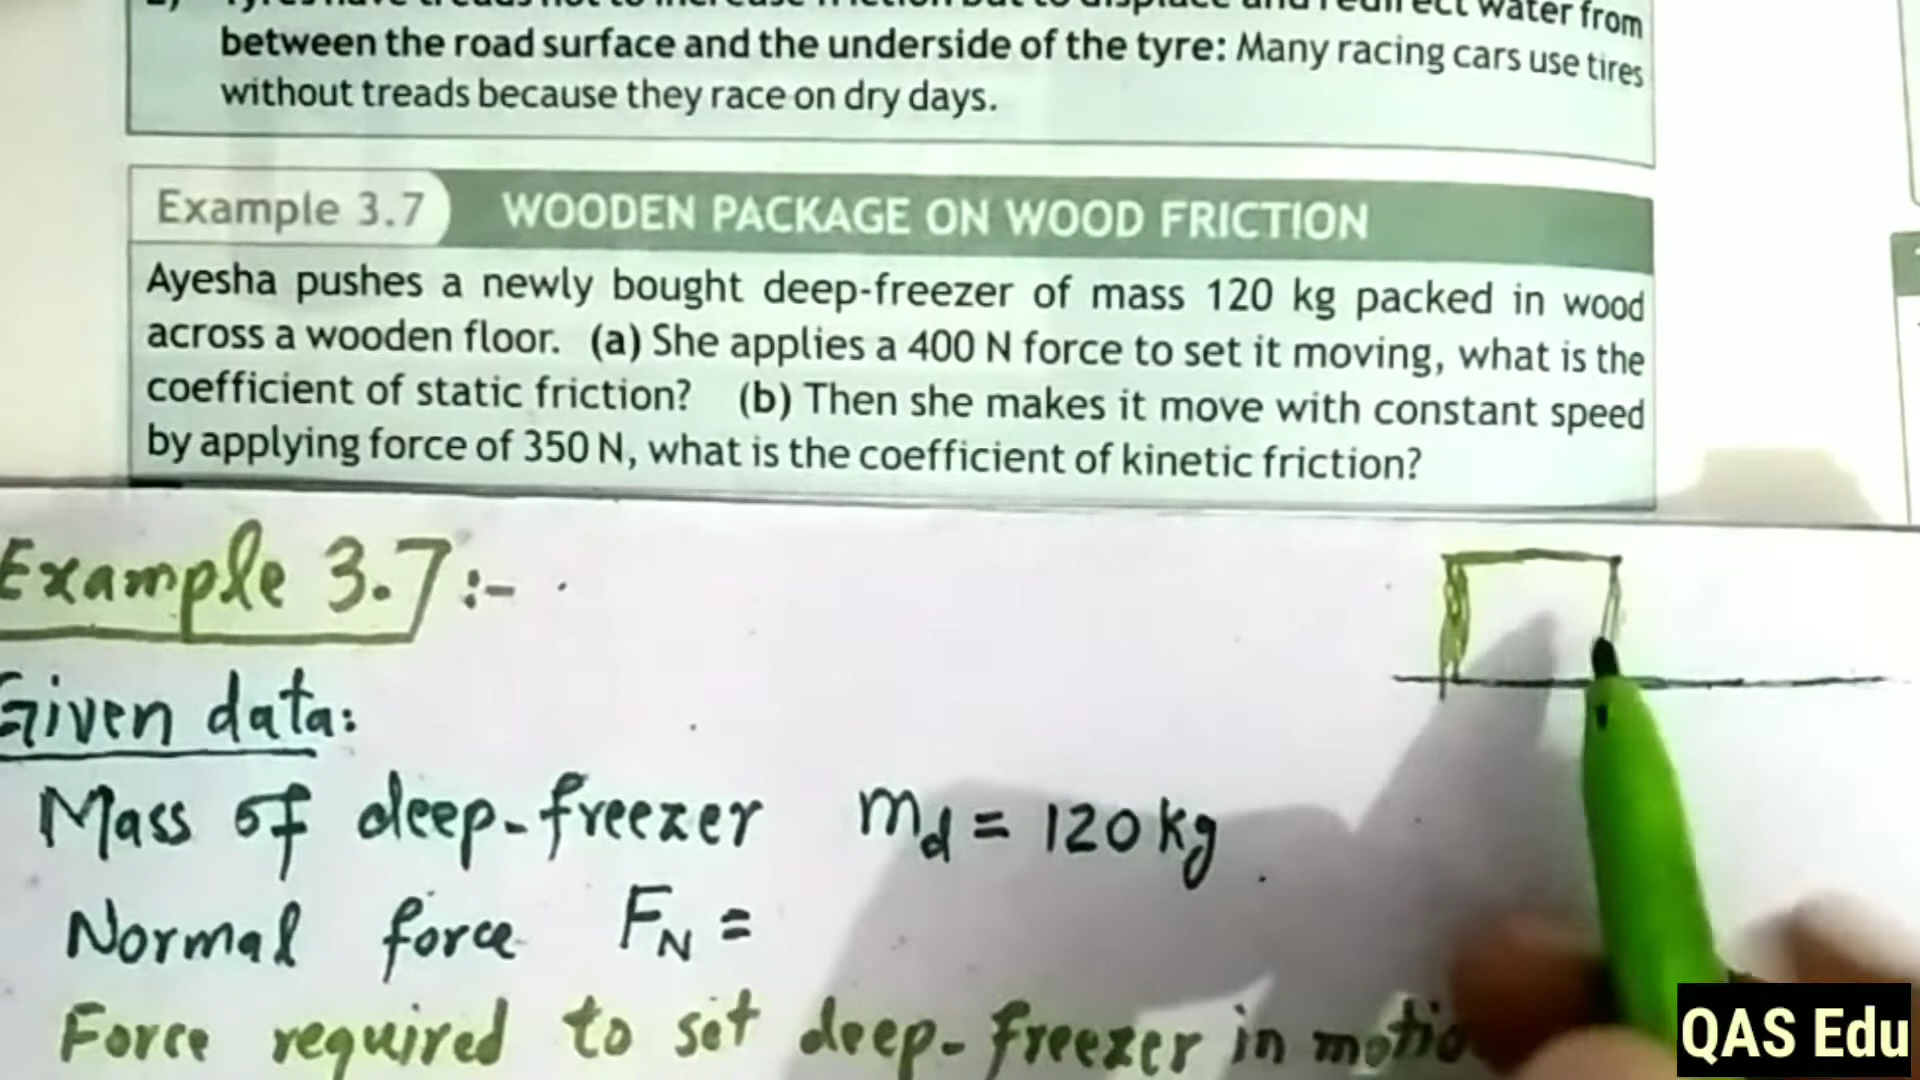 between the road surface and the underside of the tyre: Many racing cars use tires
without treads because they race on dry days.
Example 3.7 WOODEN PACKAGE ON WOOD FRICTION
Ayesha pushes a newly bought deep-freezer of mass 120 kg packed in wood
across a wooden floor. (a) She applies a 400 N force to set it moving, what is the
coefficient of static friction? (b) Then she makes it move with constant speed
by applying force of 350 N, what is the coefficient of kinetic friction?
Example 3.7:-
Given data:
Mass of deep-freezer md = 120 kg
Normal force FN =
Force required to set deep-freezer in
QAS Edu